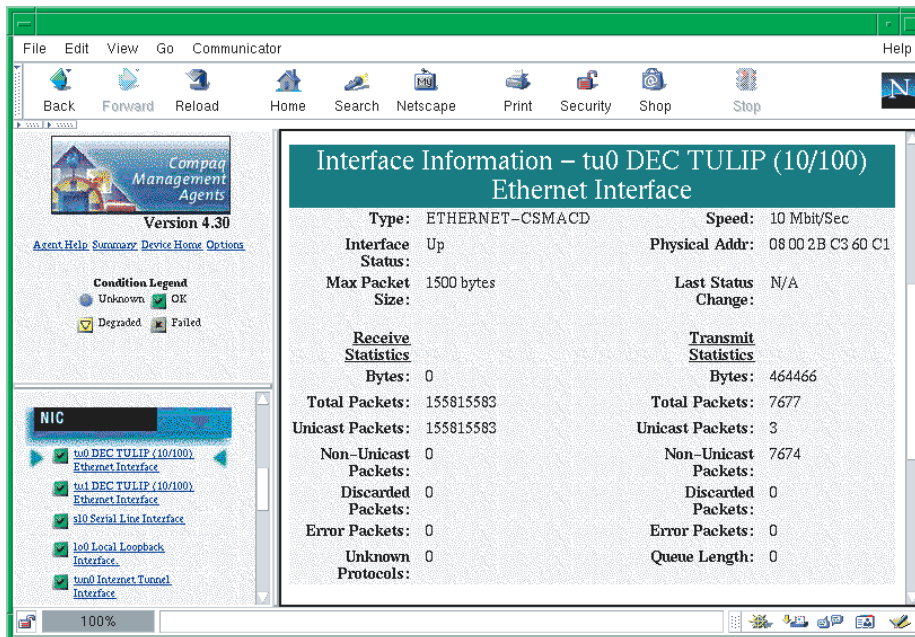 File Edit View Go Communicator Help
Back Forward Reload Home Search Netscape Print Security Shop Stop
My
N
Compaq
Management
Agents
Version 4.30
Agent Help Summary Device Home Options
Condition Legend
Unknown OK
Degraded Failed
NIC
tu0 DEC TULIP (10/100)
Ethernet Interface
tu1 DEC TULIP (10/100)
Ethernet Interface
sl0 Serial Line Interface
lo0 Local Loopback
Interface.
tun0 Internet Tunnel
Interface
Interface Information – tu0 DEC TULIP (10/100)
Ethernet Interface
Type: ETHERNET–CSMACD Speed: 10 Mbit/Sec
Interface
Status: Up Physical Addr: 08 00 2B C3 60 C1
Max Packet
Size: 1500 bytes Last Status
Change: N/A
Receive
Statistics
Transmit
Statistics
Bytes: 0 Bytes: 464466
Total Packets: 155815583 Total Packets: 7677
Unicast Packets: 155815583 Unicast Packets: 3
Non–Unicast
Packets: 0 Non–Unicast
Packets: 7674
Discarded
Packets: 0 Discarded
Packets: 0
Error Packets: 0 Error Packets: 0
Unknown
Protocols: 0 Queue Length: 0
100%